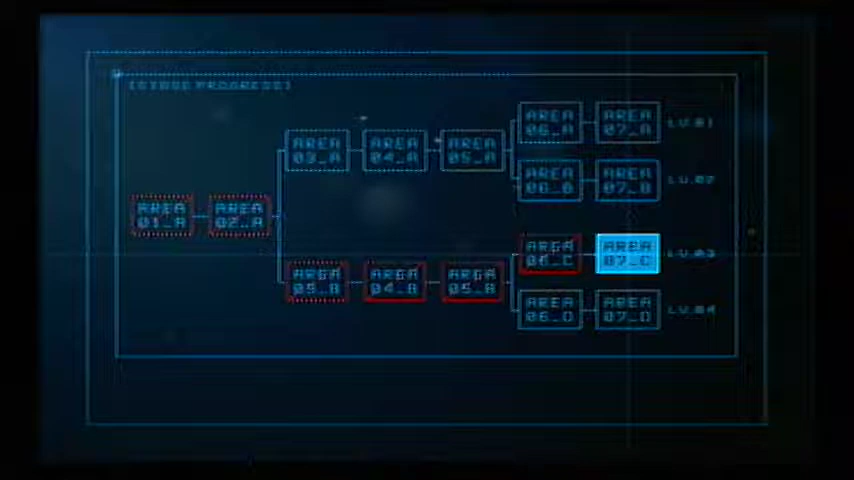 [STAGE PROGRESS]
AREA 06_A
AREA 07_A
LV.01
AREA 03_A
AREA 04_A
AREA 05_A
AREA 06_B
AREA 07_B
LV.02
AREA 01_A
AREA 02_A
AREA 06_C
AREA 07_C
LV.03
AREA 03_B
AREA 04_B
AREA 05_B
AREA 06_D
AREA 07_D
LV.04